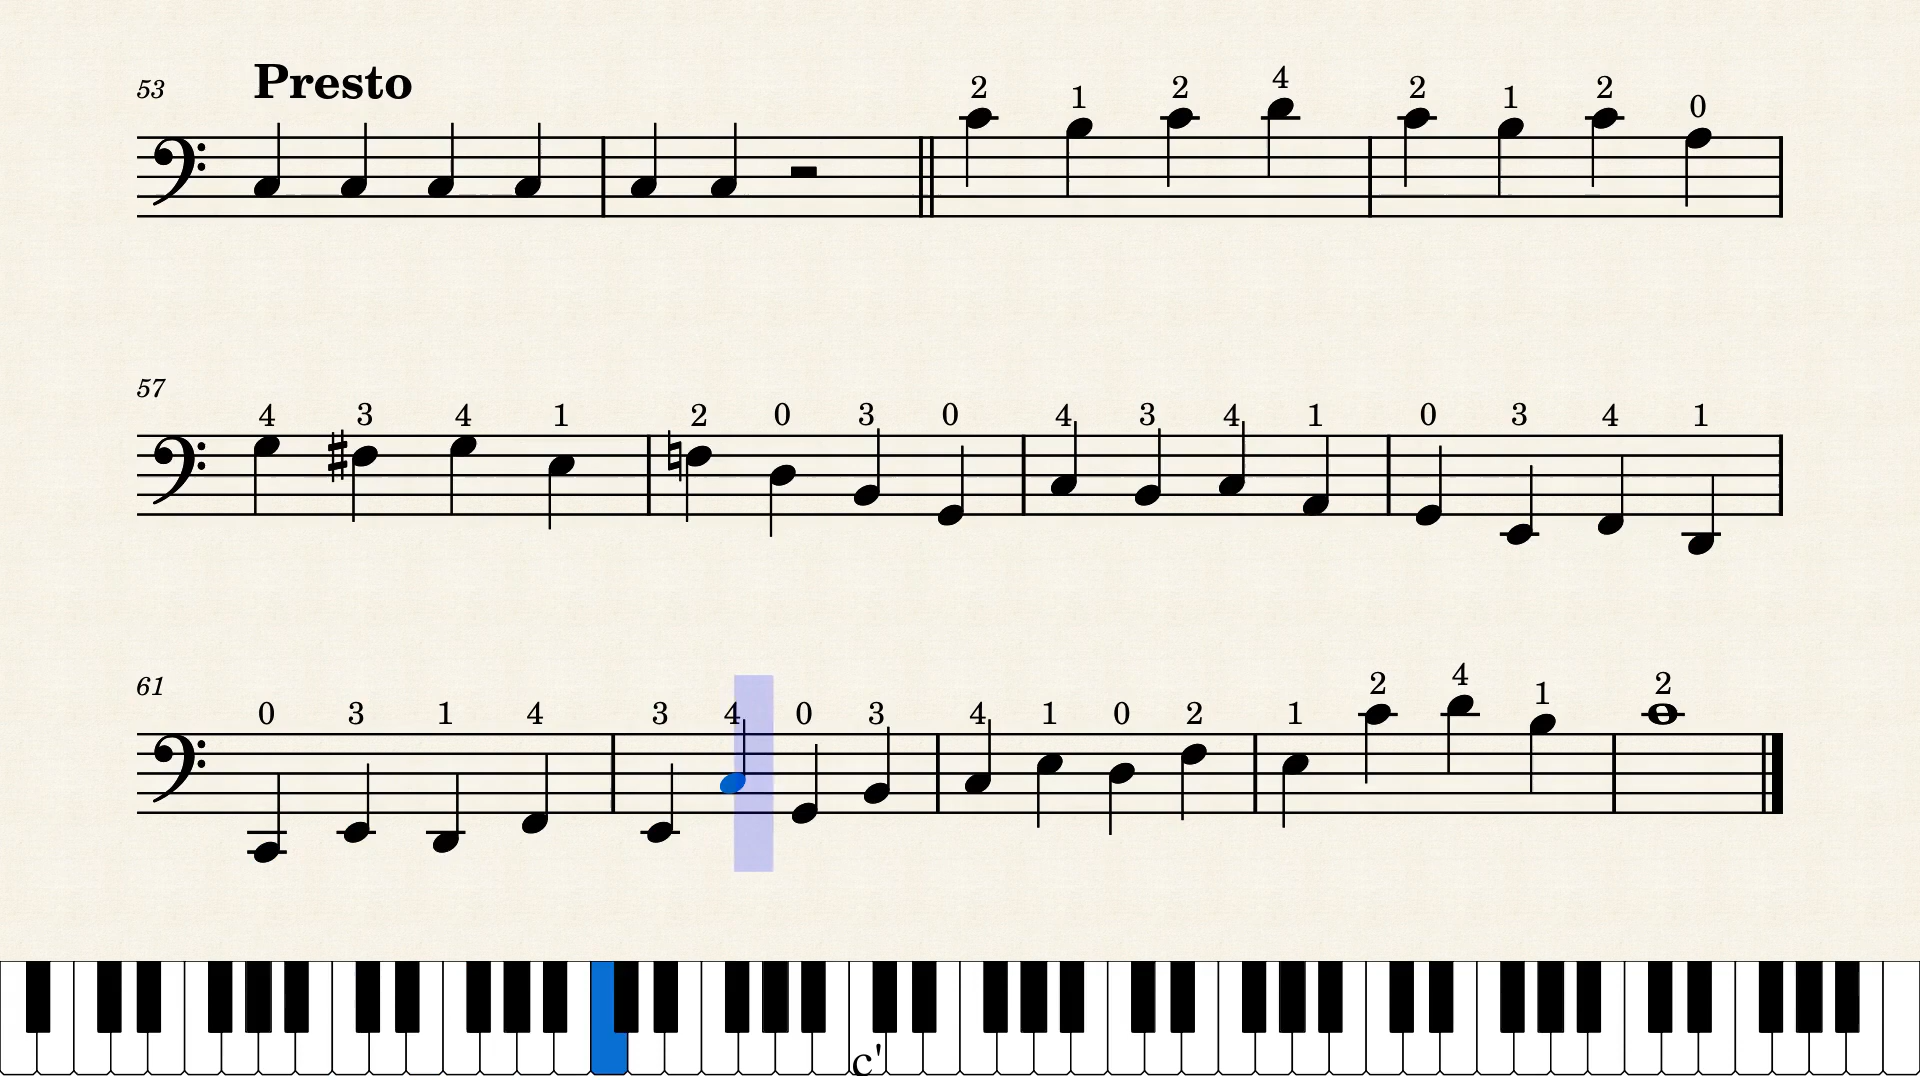 53 Presto
2 1 2 4 2 1 2 0
57
4 3 4 1 2 0 3 0 4 3 4 1 0 3 4 1
61
0 3 1 4 3 4 0 3 4 1 0 2 1 2 4 1 2
c'